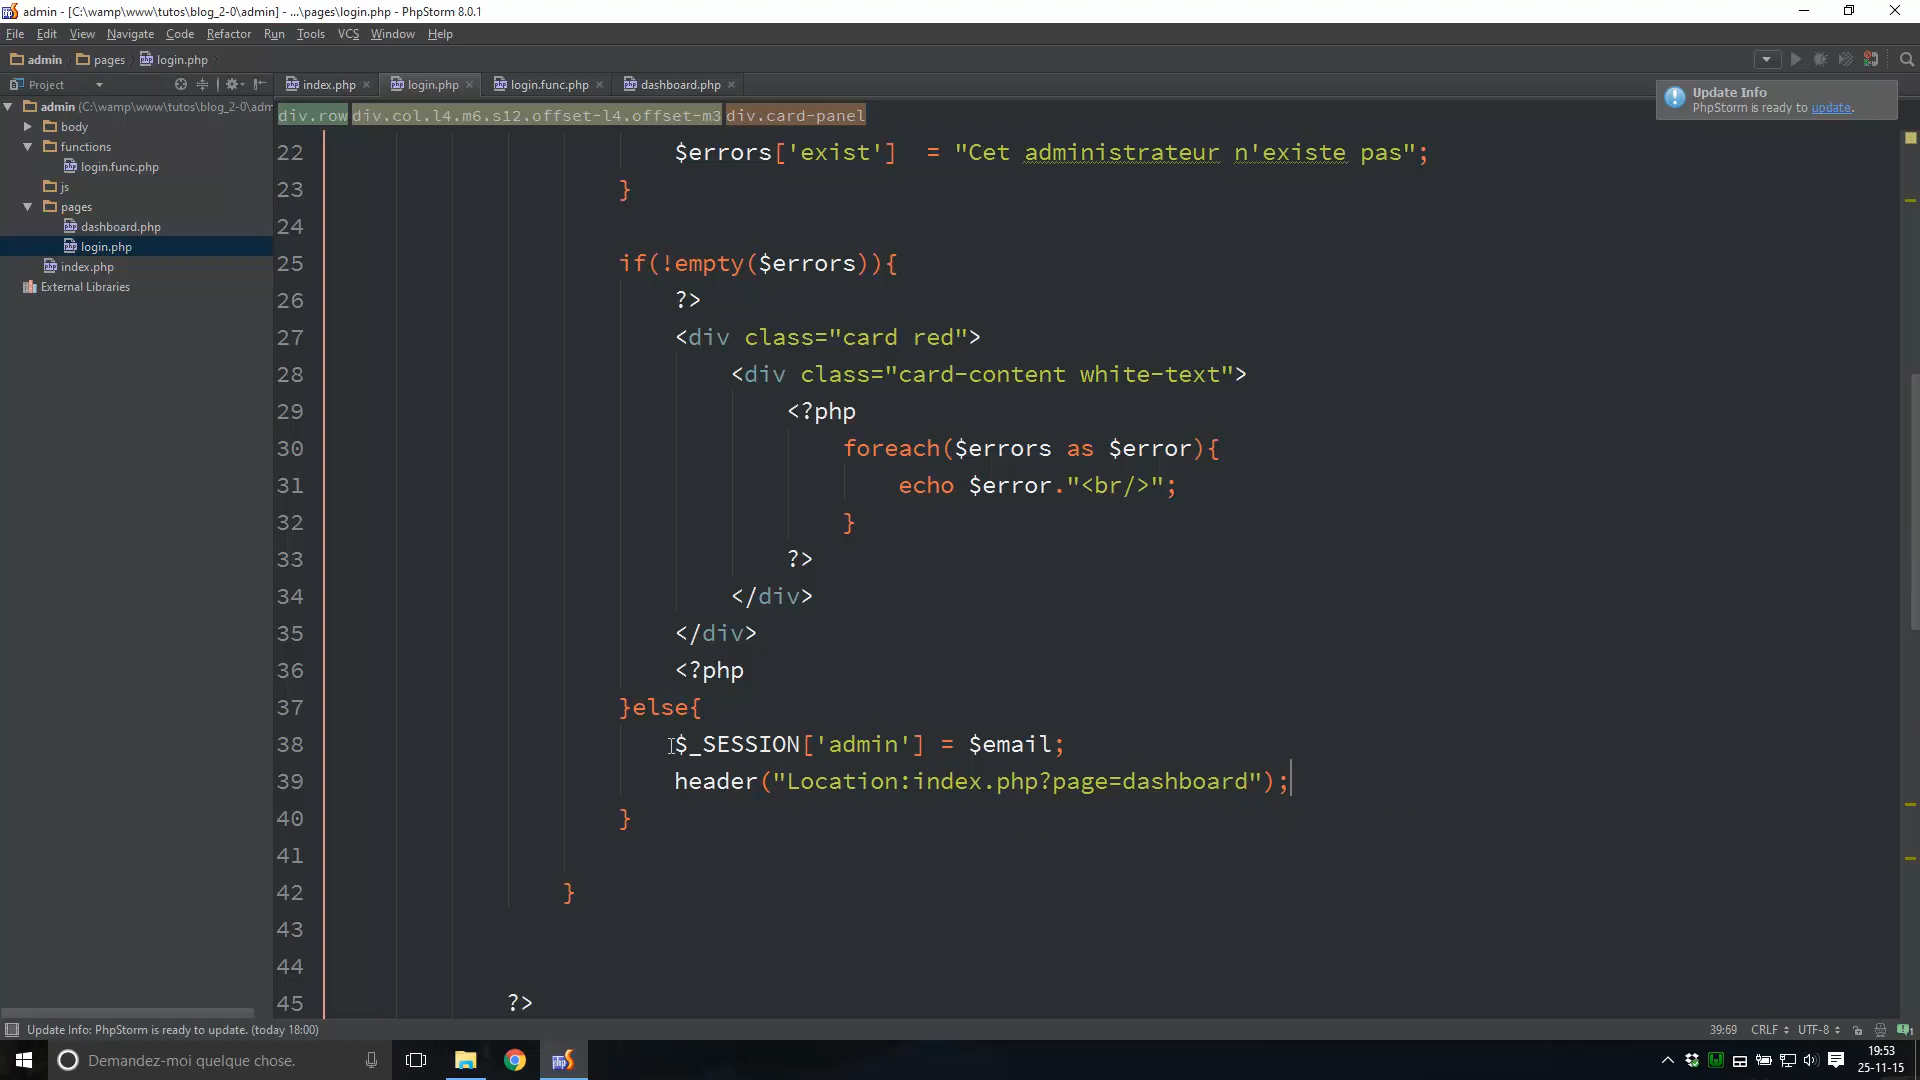 admin - [C:\wamp\www\tutos\blog_2-0\admin] - ...\pages\login.php - PhpStorm 8.0.1
File Edit View Navigate Code Refactor Run Tools VCS Window Help
admin pages login.php
Project
index.php login.php login.func.php dashboard.php
Update Info
PhpStorm is ready to update.
admin (C:\wamp\www\tutos\blog_2-0\adm
body
functions
login.func.php
js
pages
dashboard.php
login.php
index.php
External Libraries
div.row div.col.l4.m6.s12.offset-l4.offset-m3 div.card-panel
22 $errors['exist'] = "Cet administrateur n'existe pas";
23 }
24
25 if(!empty($errors)){
26 ?>
27 <div class="card red">
28 <div class="card-content white-text">
29 <?php
30 foreach($errors as $error){
31 echo $error."<br/>";
32 }
33 ?>
34 </div>
35 </div>
36 <?php
37 }else{
38 $_SESSION['admin'] = $email;
39 header("Location:index.php?page=dashboard");
40 }
41
42 }
43
44
45 ?>
Update Info: PhpStorm is ready to update. (today 18:00)
39:69 CRLF UTF-8
Demandez-moi quelque chose.
19:53
25-11-15